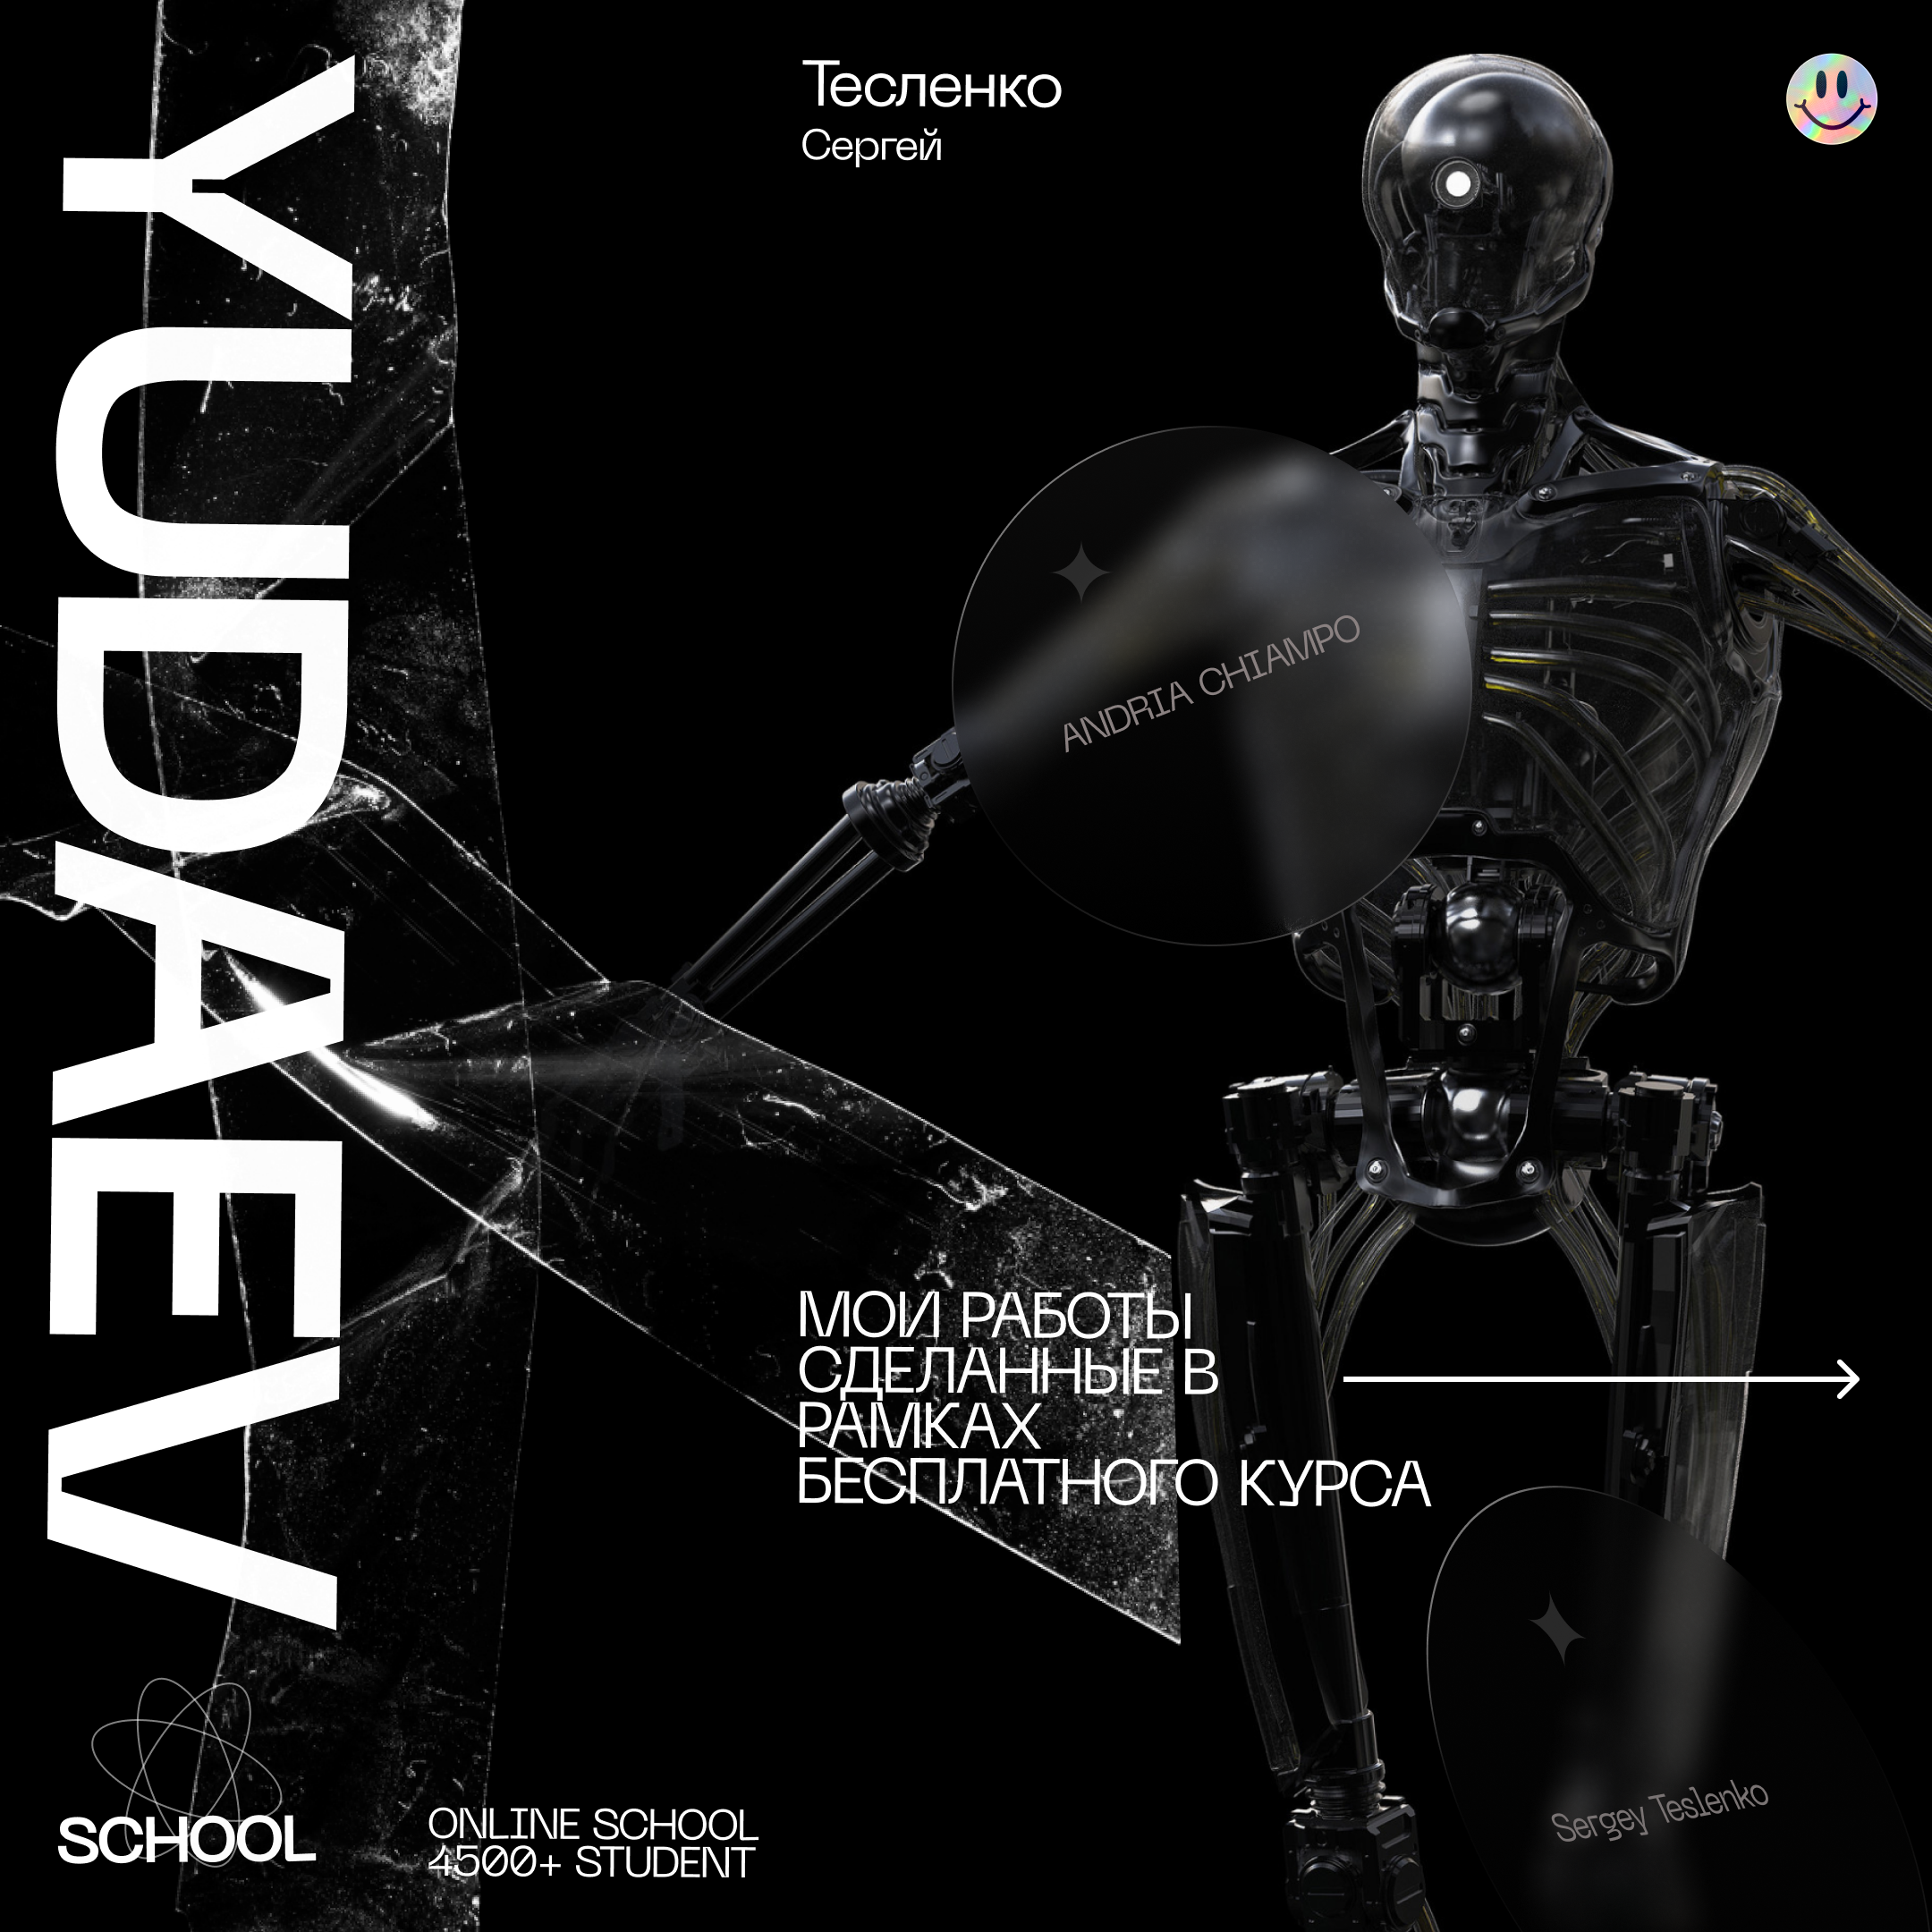 YUDAEV
Тесленко
Сергей
ANDRIA CHIAMPO
МОИ РАБОТЫ
СДЕЛАННЫЕ В
РАМКАХ
БЕСПЛАТНОГО КУРСА
Sergey Teslenko
SCHOOL
ONLINE SCHOOL
4500+ STUDENT